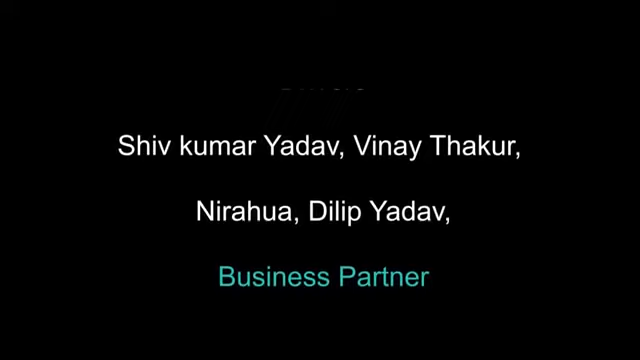 Shiv kumar Yadav, Vinay Thakur,
Nirahua, Dilip Yadav,
Business Partner